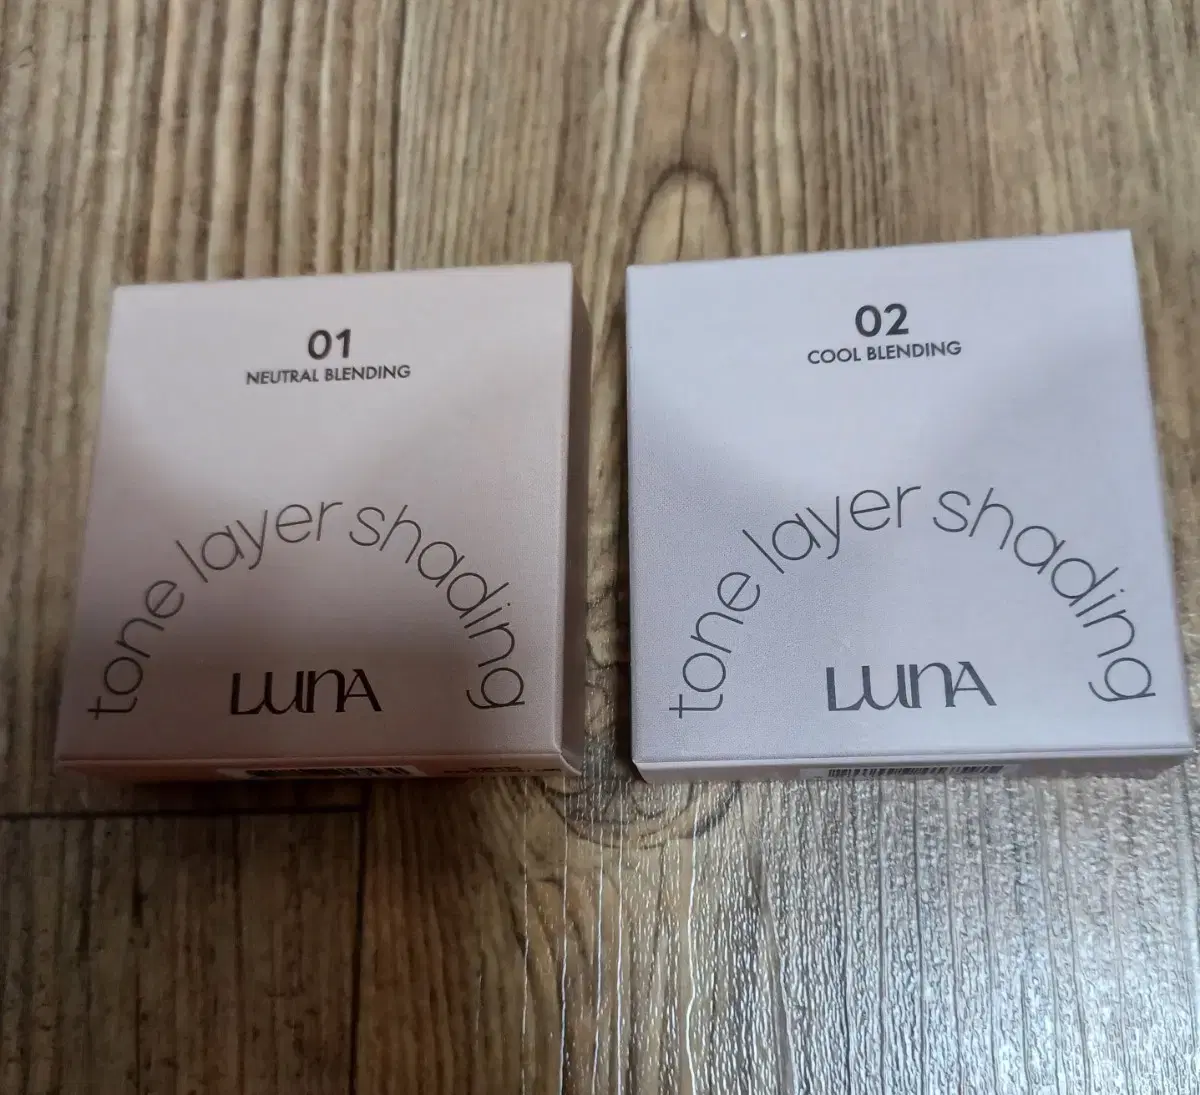 01
NEUTRAL BLENDING
tone layer shading
LUNA
02
COOL BLENDING
tone layer shading
LUNA